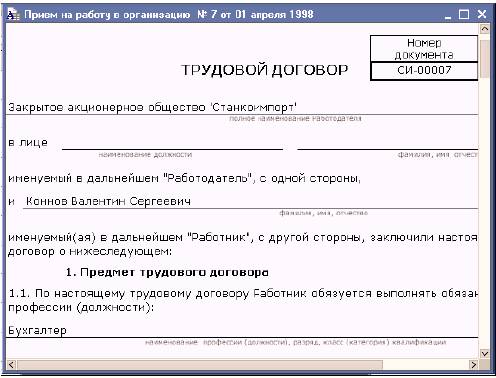 Прием на работу в организацию № 7 от 01 апреля 1998
Номер
документа
ТРУДОВОЙ ДОГОВОР
СИ-00007
Закрытое акционерное общество "Станкоимпорт"
полное наименование Работодателя
в лице
наименование должности
фамилия, имя отчест
именуемый в дальнейшем "Работодатель", с одной стороны,
и Коннов Валентин Сергеевич
фамилия, имя, отчество
именуемый(ая) в дальнейшем "Работник", с другой стороны, заключили настоя
договор о нижеследующем:
1. Предмет трудового договора
1.1. По настоящему трудовому договору Работник обязуется выполнять обязан
профессии (должности):
Бухгалтер
наименование профессии (должности), разряд, класс (категория) квалификации